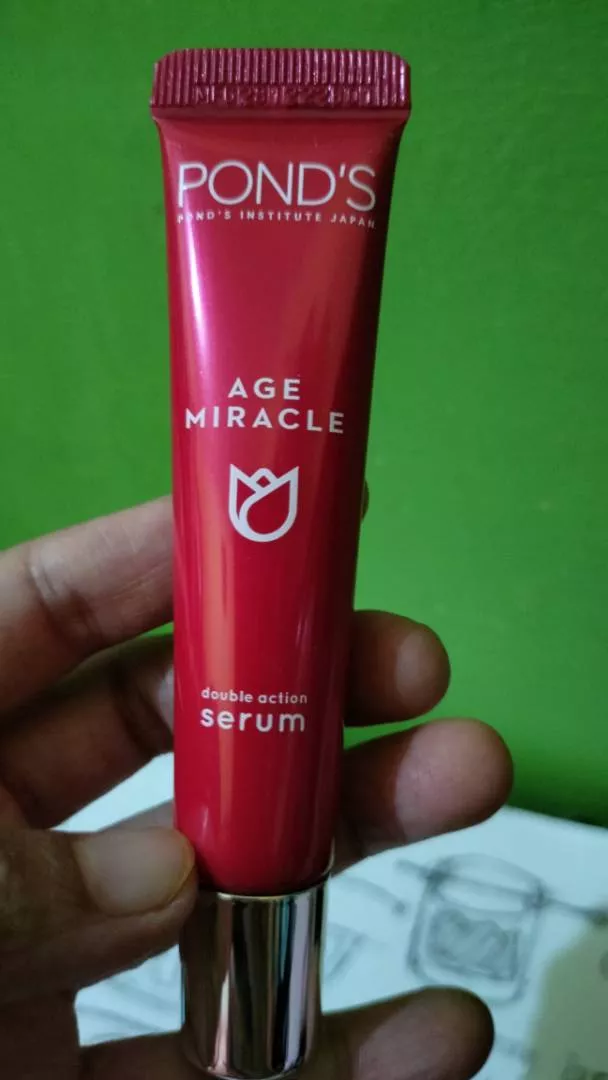 POND'S
POND'S INSTITUTE JAPAN
AGE
MIRACLE
double action
serum